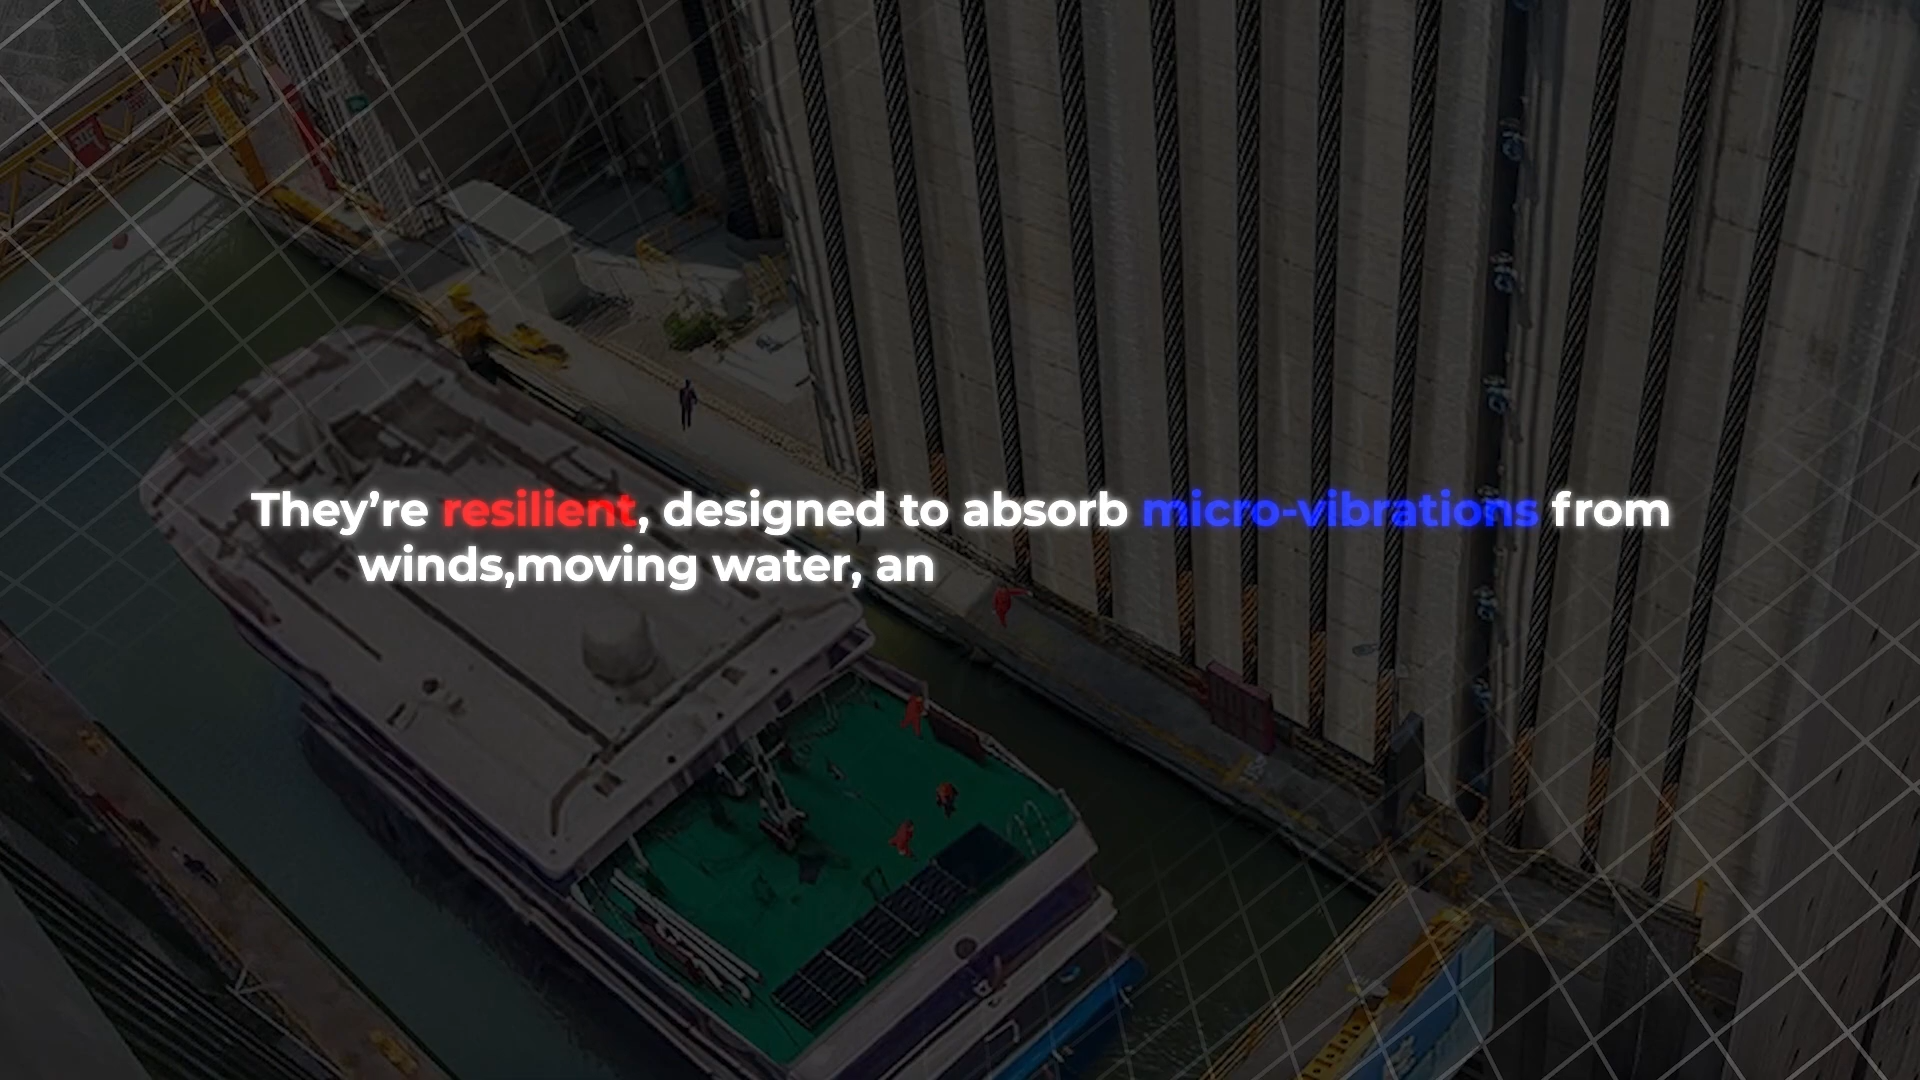 They’re resilient, designed to absorb micro-vibrations from
winds,moving water, an